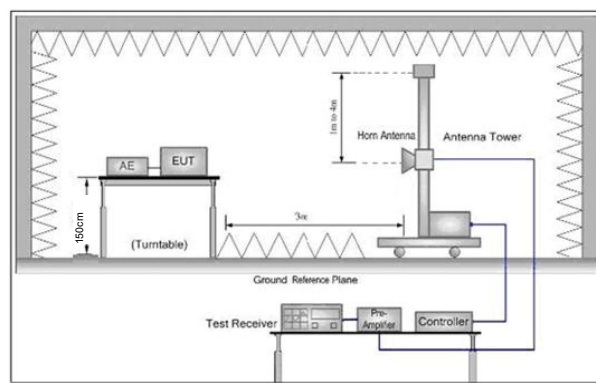 1m to 4m
Horn Antenna
Antenna Tower
AE
EUT
150cm
(Turntable)
3m
Ground Reference Plane
Test Receiver
Pre-
Amplifier
Controller